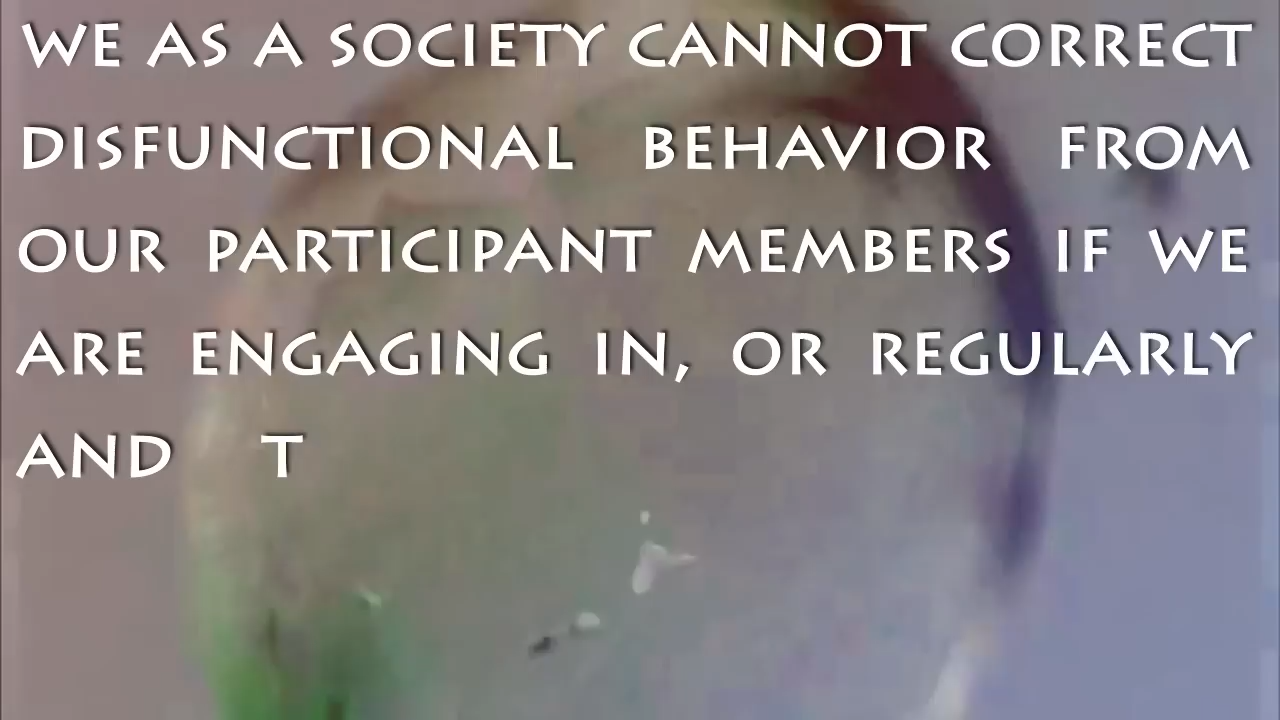 WE AS A SOCIETY CANNOT CORRECT
DISFUNCTIONAL BEHAVIOR FROM
OUR PARTICIPANT MEMBERS IF WE
ARE ENGAGING IN, OR REGULARLY
AND T